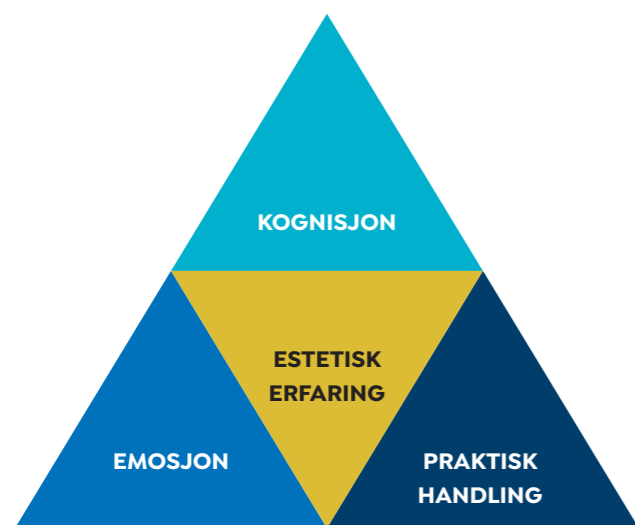 KOGNISJON
ESTETISK
ERFARING
EMOSJON
PRAKTISK
HANDLING